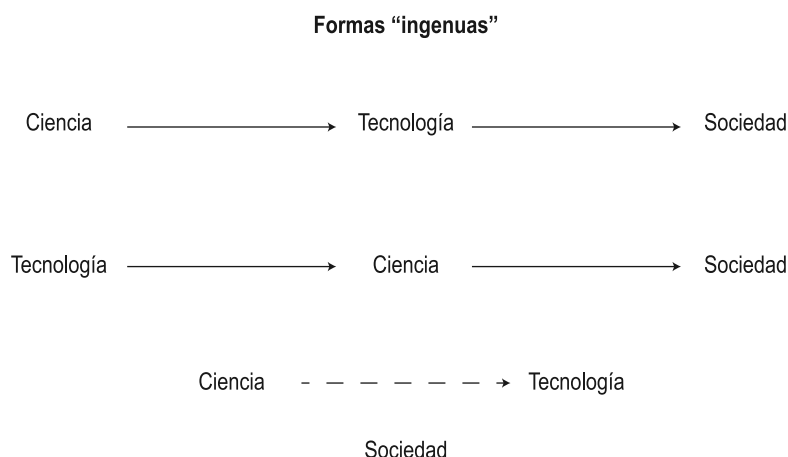 Formas “ingenuas”
Ciencia Tecnología Sociedad
Tecnología Ciencia Sociedad
Ciencia Tecnología
Sociedad